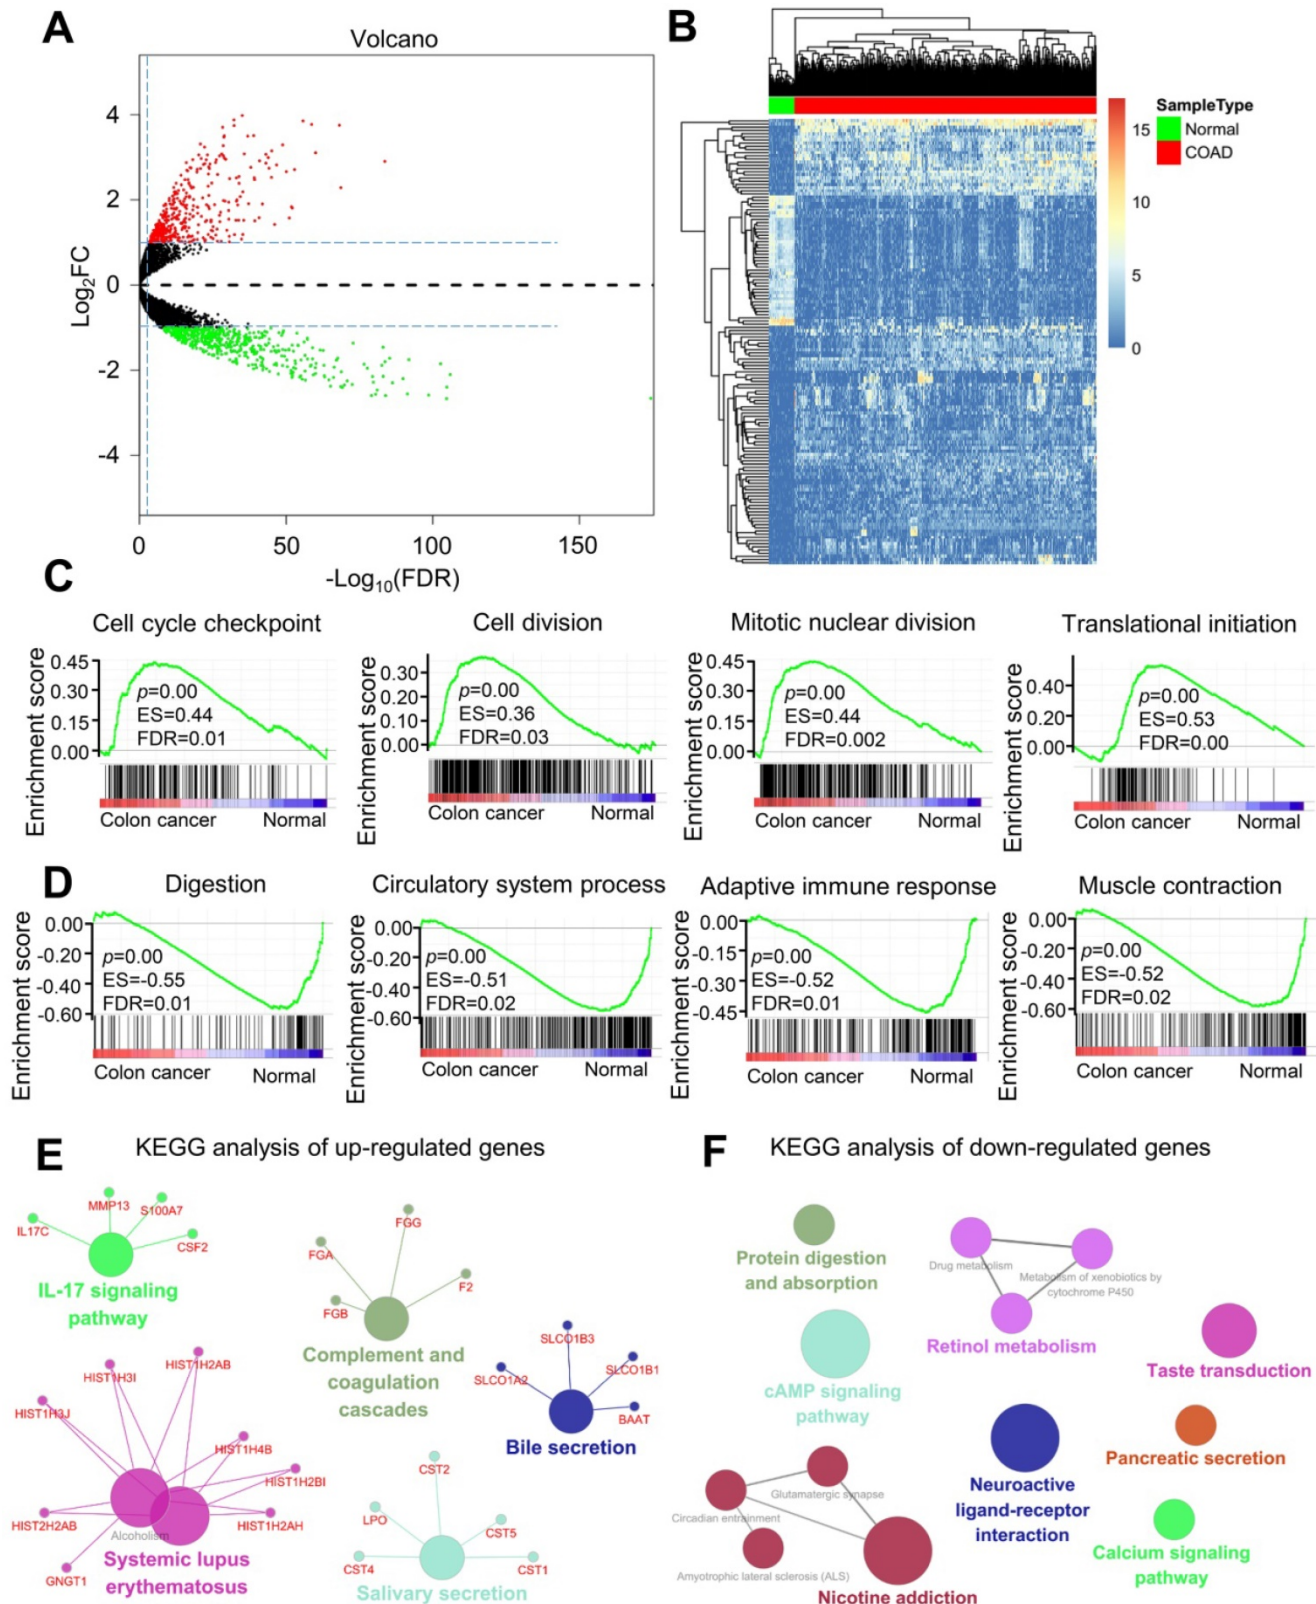 A
Volcano
4
2
0
-2
-4
Log2FC
0
50
100
150
-Log10(FDR)
B
SampleType
Normal
COAD
15
10
5
0
C
Cell cycle checkpoint
Enrichment score
0.45
0.30
0.15
0.00
p=0.00
ES=0.44
FDR=0.01
Colon cancer
Normal
Cell division
Enrichment score
0.30
0.20
0.10
0.00
p=0.00
ES=0.36
FDR=0.03
Colon cancer
Normal
Mitotic nuclear division
Enrichment score
0.45
0.30
0.15
0.00
p=0.00
ES=0.44
FDR=0.002
Colon cancer
Normal
Translational initiation
Enrichment score
0.40
0.20
0.00
p=0.00
ES=0.53
FDR=0.00
Colon cancer
Normal
D
Digestion
Enrichment score
0.00
-0.20
-0.40
-0.60
p=0.00
ES=-0.55
FDR=0.01
Colon cancer
Normal
Circulatory system process
Enrichment score
0.00
-0.20
-0.40
-0.60
p=0.00
ES=-0.51
FDR=0.02
Colon cancer
Normal
Adaptive immune response
Enrichment score
0.00
-0.15
-0.30
-0.45
p=0.00
ES=-0.52
FDR=0.01
Colon cancer
Normal
Muscle contraction
Enrichment score
0.00
-0.20
-0.40
-0.60
p=0.00
ES=-0.52
FDR=0.02
Colon cancer
Normal
E
KEGG analysis of up-regulated genes
MMP13
S100A7
IL17C
CSF2
IL-17 signaling
pathway
FGG
FGA
F2
FGB
Complement and
coagulation
cascades
SLCO1B3
SLCO1B1
SLCO1A2
BAAT
Bile secretion
HIST1H2AB
HIST1H3I
HIST1H3J
HIST1H4B
HIST1H2BI
HIST2H2AB
HIST1H2AH
Alcoholism
GNGT1
Systemic lupus
erythematosus
CST2
LPO
CST5
CST4
CST1
Salivary secretion
F
KEGG analysis of down-regulated genes
Protein digestion
and absorption
Drug metabolism
Metabolism of xenobiotics by
cytochrome P450
Retinol metabolism
Taste transduction
cAMP signaling
pathway
Neuroactive
ligand-receptor
interaction
Pancreatic secretion
Glutamatergic synapse
Circadian entrainment
Amyotrophic lateral sclerosis (ALS)
Nicotine addiction
Calcium signaling
pathway